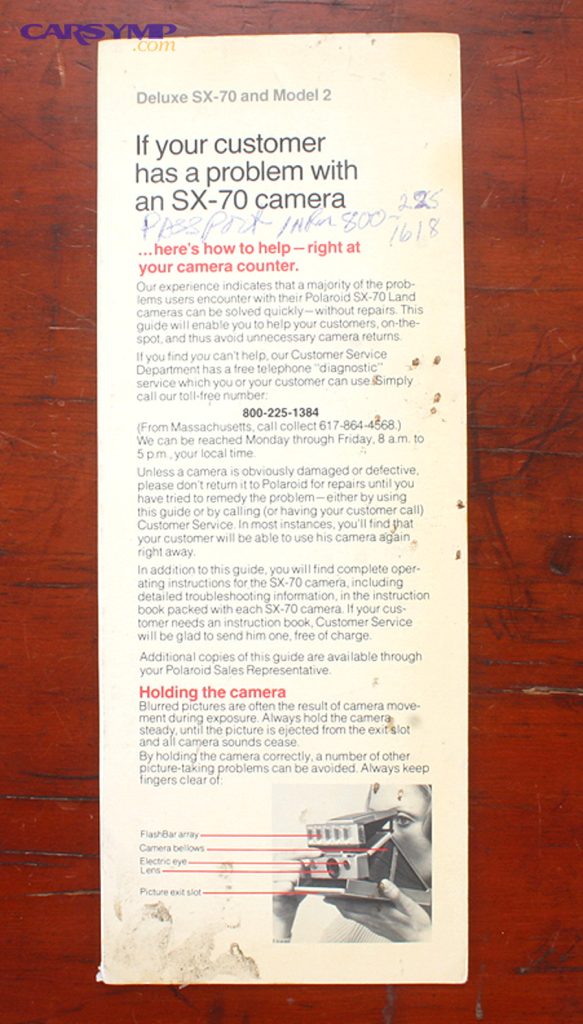 CARSYMP
.com
Deluxe SX-70 and Model 2
If your customer
has a problem with
an SX-70 camera
PASSPORT INFO 800-225
1618
...here's how to help—right at
your camera counter.
Our experience indicates that a majority of the prob-
lems users encounter with their Polaroid SX-70 Land
cameras can be solved quickly—without repairs. This
guide will enable you to help your customers, on-the-
spot, and thus avoid unnecessary camera returns.
If you find you can't help, our Customer Service
Department has a free telephone "diagnostic"
service which you or your customer can use. Simply
call our toll-free number:
800-225-1384
(From Massachusetts, call collect 617-864-4568.)
We can be reached Monday through Friday, 8 a.m. to
5 p.m., your local time.
Unless a camera is obviously damaged or defective,
please don't return it to Polaroid for repairs until you
have tried to remedy the problem—either by using
this guide or by calling (or having your customer call)
Customer Service. In most instances, you'll find that
your customer will be able to use his camera again
right away.
In addition to this guide, you will find complete oper-
ating instructions for the SX-70 camera, including
detailed troubleshooting information, in the instruction
book packed with each SX-70 camera. If your cus-
tomer needs an instruction book, Customer Service
will be glad to send him one, free of charge.
Additional copies of this guide are available through
your Polaroid Sales Representative.
Holding the camera
Blurred pictures are often the result of camera move-
ment during exposure. Always hold the camera
steady, until the picture is ejected from the exit slot
and all camera sounds cease.
By holding the camera correctly, a number of other
picture-taking problems can be avoided. Always keep
fingers clear of:
FlashBar array
Camera bellows
Electric eye
Lens
Picture exit slot